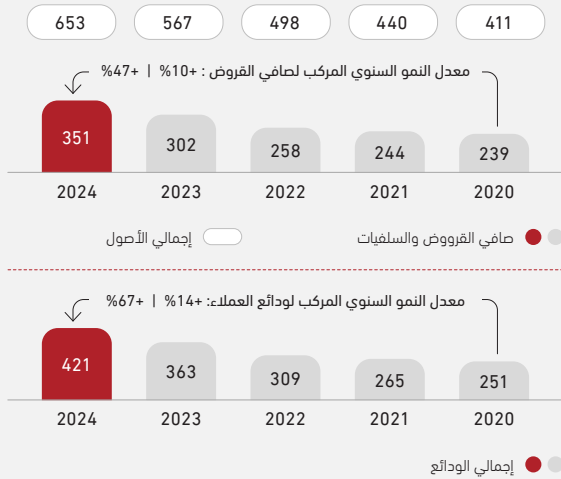 653 567 498 440 411
معدل النمو السنوي المركب لصافي القروض : +10% | +47%
351 302 258 244 239
2024 2023 2022 2021 2020
صافي القرووض والسلفيات إجمالي الأصول
معدل النمو السنوي المركب لودائع العملاء: +14% | +67%
421 363 309 265 251
2024 2023 2022 2021 2020
إجمالي الودائع